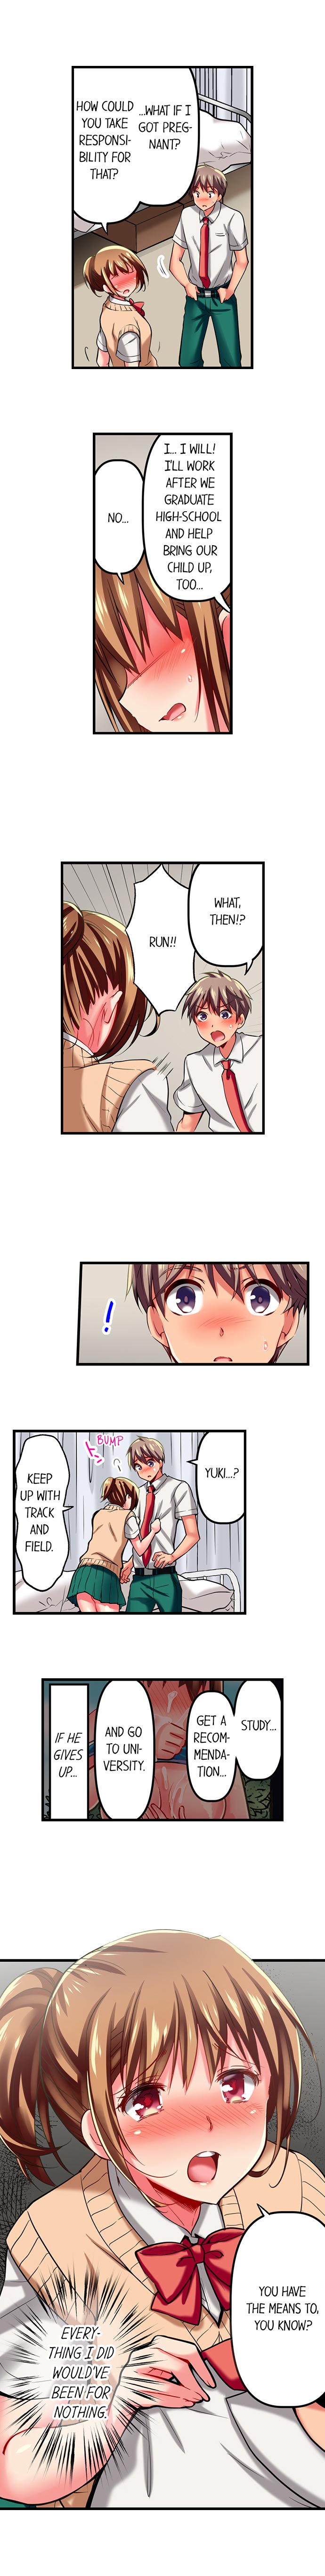 ...WHAT IF I
GOT PREG-
NANT?
HOW COULD
YOU TAKE
RESPONSI-
BILITY FOR
THAT?
I... I WILL!
I'LL WORK
AFTER WE
GRADUATE
HIGH-SCHOOL
AND HELP
BRING OUR
CHILD UP,
TOO...
NO...
WHAT,
THEN!?
RUN!!
!
YUKI...?
BUMP
KEEP
UP WITH
TRACK
AND
FIELD.
STUDY...
GET A
RECOM-
MENDA-
TION...
AND GO
TO UNI-
VERSITY.
IF HE
GIVES
UP...
YOU HAVE
THE MEANS TO,
YOU KNOW?
EVERY-
THING I DID
WOULD'VE
BEEN FOR
NOTHING.